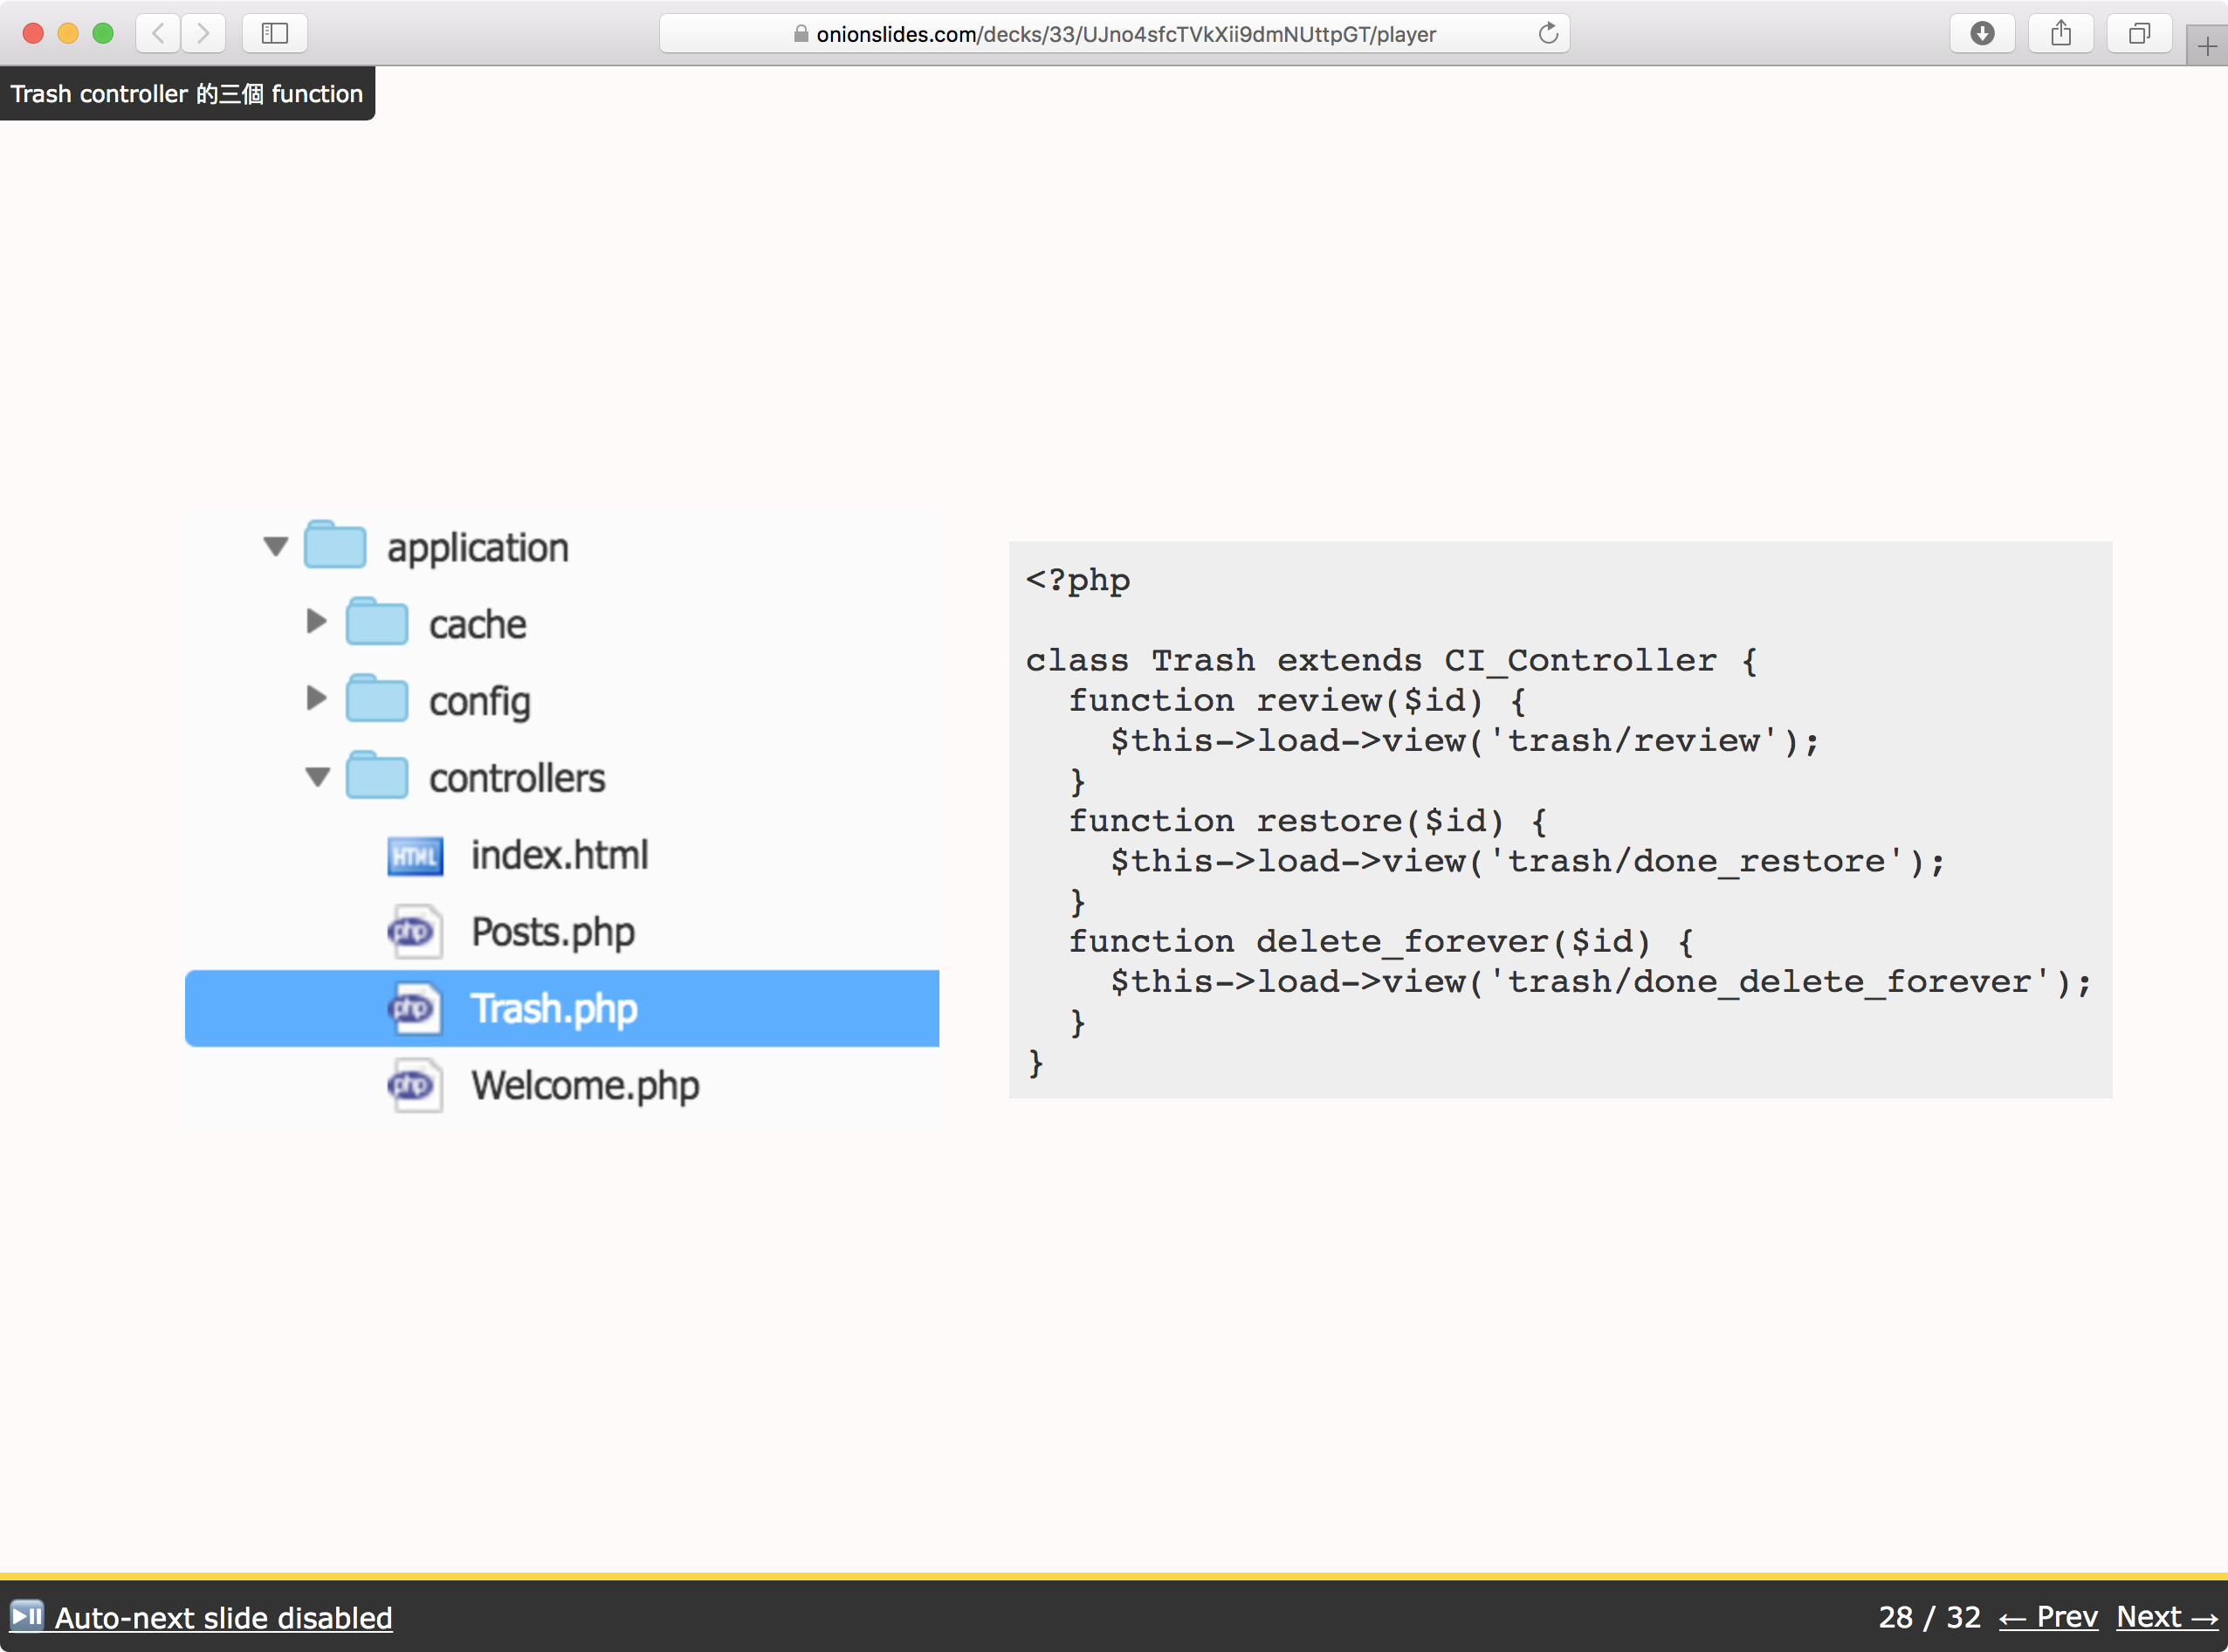 onionslides.com/decks/33/UJno4sfcTVkXii9dmNUttpGT/player
Trash controller 的三個 function
application
cache
config
controllers
HTML index.html
php Posts.php
php Trash.php
php Welcome.php
<?php
class Trash extends CI_Controller {
  function review($id) {
    $this->load->view('trash/review');
  }
  function restore($id) {
    $this->load->view('trash/done_restore');
  }
  function delete_forever($id) {
    $this->load->view('trash/done_delete_forever');
  }
}
Auto-next slide disabled
28 / 32 ← Prev Next →